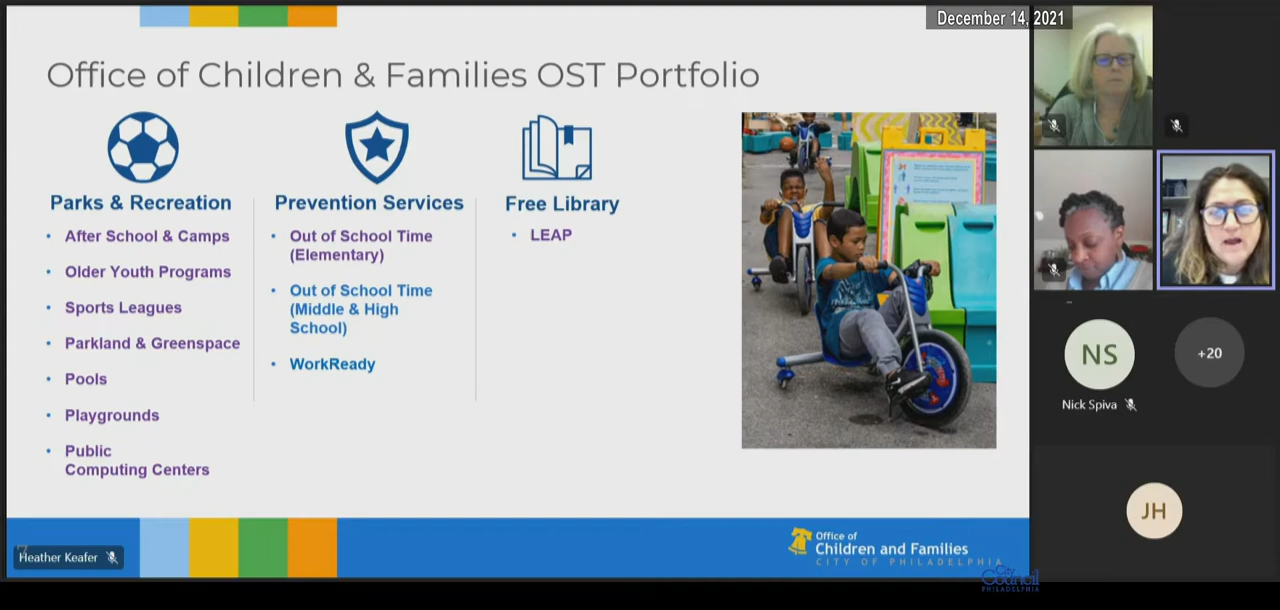 December 14, 2021
Office of Children & Families OST Portfolio
Parks & Recreation
• After School & Camps
• Older Youth Programs
• Sports Leagues
• Parkland & Greenspace
• Pools
• Playgrounds
• Public
Computing Centers
Prevention Services
• Out of School Time
(Elementary)
• Out of School Time
(Middle & High
School)
• WorkReady
Free Library
• LEAP
NS
+20
Nick Spiva
JH
Heather Keafer
Office of
Children and Families
CITY OF PHILADELPHIA
City
Council
PHILADELPHIA